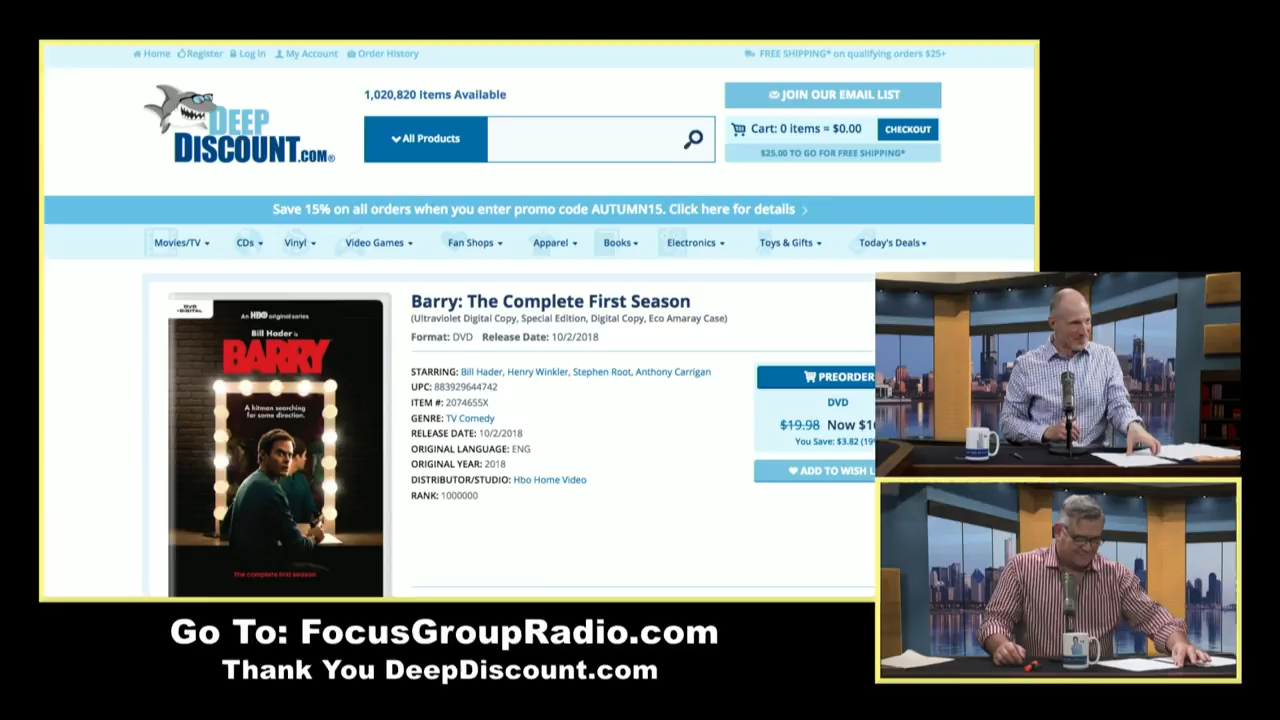 Home Register Log In My Account Order History
FREE SHIPPING* on qualifying orders $25+
DEEP
DISCOUNT.COM®
1,020,820 Items Available
All Products
JOIN OUR EMAIL LIST
Cart: 0 items = $0.00 CHECKOUT
$25.00 TO GO FOR FREE SHIPPING*
Save 15% on all orders when you enter promo code AUTUMN15. Click here for details
Movies/TV CDs Vinyl Video Games Fan Shops Apparel Books Electronics Toys & Gifts Today's Deals
DVD
+DIGITAL
An HBO original series
Bill Hader is
BARRY
A hitman searching
for some direction.
The complete first season
Barry: The Complete First Season
(Ultraviolet Digital Copy, Special Edition, Digital Copy, Eco Amaray Case)
Format: DVD Release Date: 10/2/2018
STARRING: Bill Hader, Henry Winkler, Stephen Root, Anthony Carrigan
UPC: 883929644742
ITEM #: 2074655X
GENRE: TV Comedy
RELEASE DATE: 10/2/2018
ORIGINAL LANGUAGE: ENG
ORIGINAL YEAR: 2018
DISTRIBUTOR/STUDIO: Hbo Home Video
RANK: 1000000
PREORDER
DVD
$19.98 Now $1
You Save: $3.82 (19
ADD TO WISH L
Go To: FocusGroupRadio.com
Thank You DeepDiscount.com